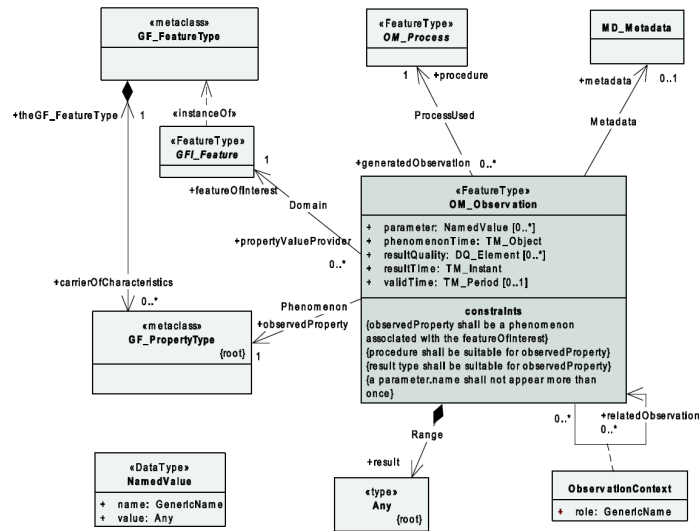 «metaclass»
GF_FeatureType
«FeatureType»
OM_Process
MD_Metadata
1
+procedure
+metadata
0..1
+theGF_FeatureType
1
«instanceOf»
ProcessUsed
Metadata
«FeatureType»
GFI_Feature
1
+generatedObservation
0..*
+featureOfInterest
Domain
+propertyValueProvider
0..*
«FeatureType»
OM_Observation
+ parameter: NamedValue [0..*]
+ phenomenonTime: TM_Object
+ resultQuality: DQ_Element [0..*]
+ resultTime: TM_Instant
+ validTime: TM_Period [0..1]
constraints
{observedProperty shall be a phenomenon
associated with the featureOfInterest}
{procedure shall be suitable for observedProperty}
{result type shall be suitable for observedProperty}
{a parameter.name shall not appear more than
once}
+carrierOfCharacteristics
0..*
Phenomenon
+observedProperty
1
«metaclass»
GF_PropertyType
{root}
0..*
+relatedObservation
0..*
Range
+result
«DataType»
NamedValue
+ name: GenericName
+ value: Any
«type»
Any
{root}
ObservationContext
+ role: GenericName